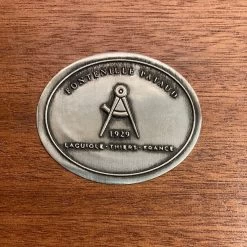 FONTENILLE PATAUD
1929
LAGUIOLE·THIERS·FRANCE